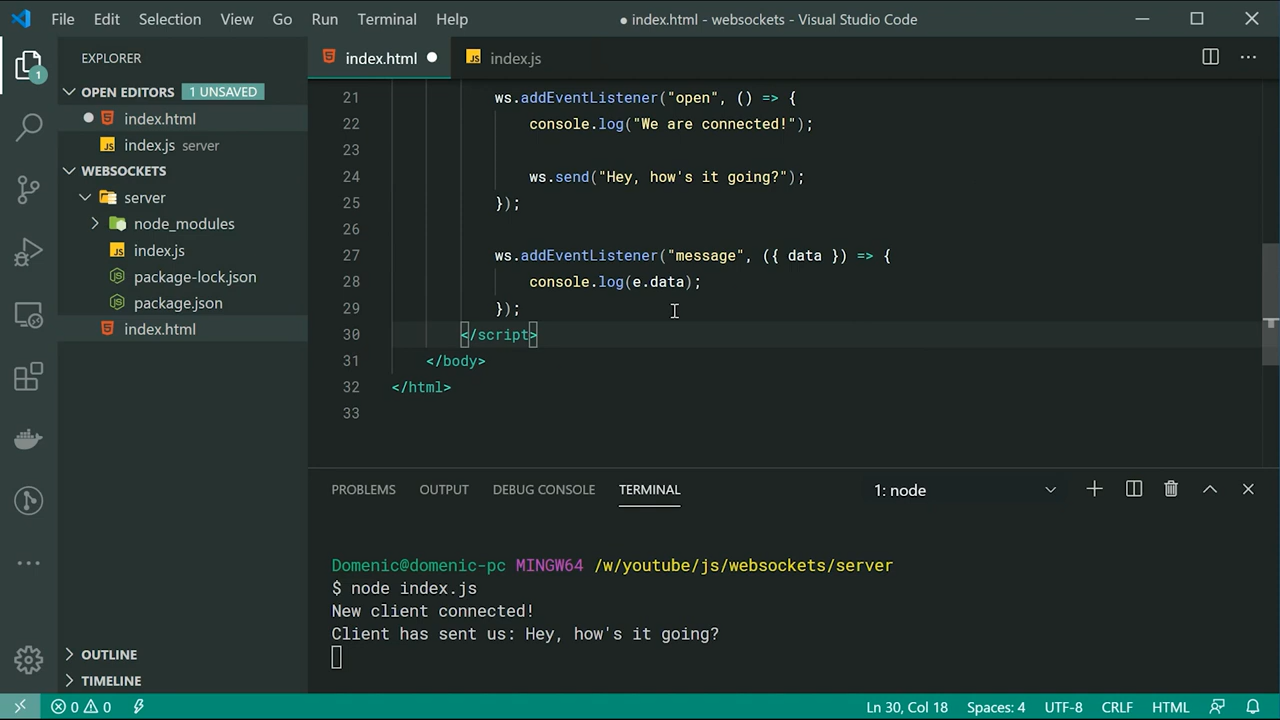 File Edit Selection View Go Run Terminal Help ● index.html - websockets - Visual Studio Code
EXPLORER
OPEN EDITORS 1 UNSAVED
index.html
index.js server
WEBSOCKETS
server
node_modules
index.js
package-lock.json
package.json
index.html
OUTLINE
TIMELINE
1
index.html index.js
21 ws.addEventListener("open", () => {
22 console.log("We are connected!");
23
24 ws.send("Hey, how's it going?");
25 });
26
27 ws.addEventListener("message", ({ data }) => {
28 console.log(e.data);
29 });
30 </script>
31 </body>
32 </html>
33
PROBLEMS OUTPUT DEBUG CONSOLE TERMINAL 1: node
Domenic@domenic-pc MINGW64 /w/youtube/js/websockets/server
$ node index.js
New client connected!
Client has sent us: Hey, how's it going?
0 0 Ln 30, Col 18 Spaces: 4 UTF-8 CRLF HTML